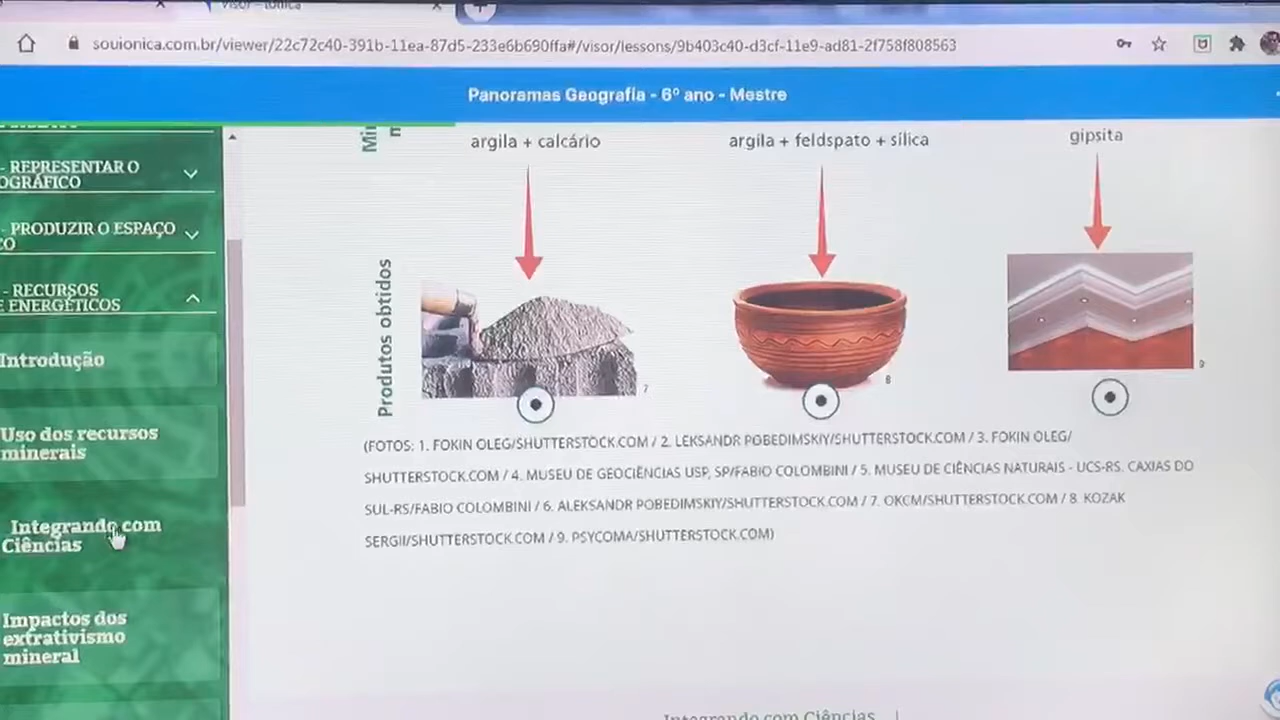 souionica.com.br/viewer/22c72c40-391b-11ea-87d5-233e6b690ffa#/visor/lessons/9b403c40-d3cf-11e9-ad81-2f758f808563
Panoramas Geografia - 6º ano - Mestre
- REPRESENTAR O
OGRÁFICO
- PRODUZIR O ESPAÇO
CO
- RECURSOS
E ENERGÉTICOS
Introdução
Uso dos recursos
minerais
Integrando com
Ciências
Impactos dos
extrativismo
mineral
argila + calcário
argila + feldspato + sílica
gipsita
Produtos obtidos
7
8
9
(FOTOS: 1. FOKIN OLEG/SHUTTERSTOCK.COM / 2. LEKSANDR POBEDIMSKIY/SHUTTERSTOCK.COM / 3. FOKIN OLEG/
SHUTTERSTOCK.COM / 4. MUSEU DE GEOCIÊNCIAS USP, SP/FABIO COLOMBINI / 5. MUSEU DE CIÊNCIAS NATURAIS - UCS-RS. CAXIAS DO
SUL-RS/FABIO COLOMBINI / 6. ALEKSANDR POBEDIMSKIY/SHUTTERSTOCK.COM / 7. OKCM/SHUTTERSTOCK.COM / 8. KOZAK
SERGII/SHUTTERSTOCK.COM / 9. PSYCOMA/SHUTTERSTOCK.COM)
Integrando com Ciências